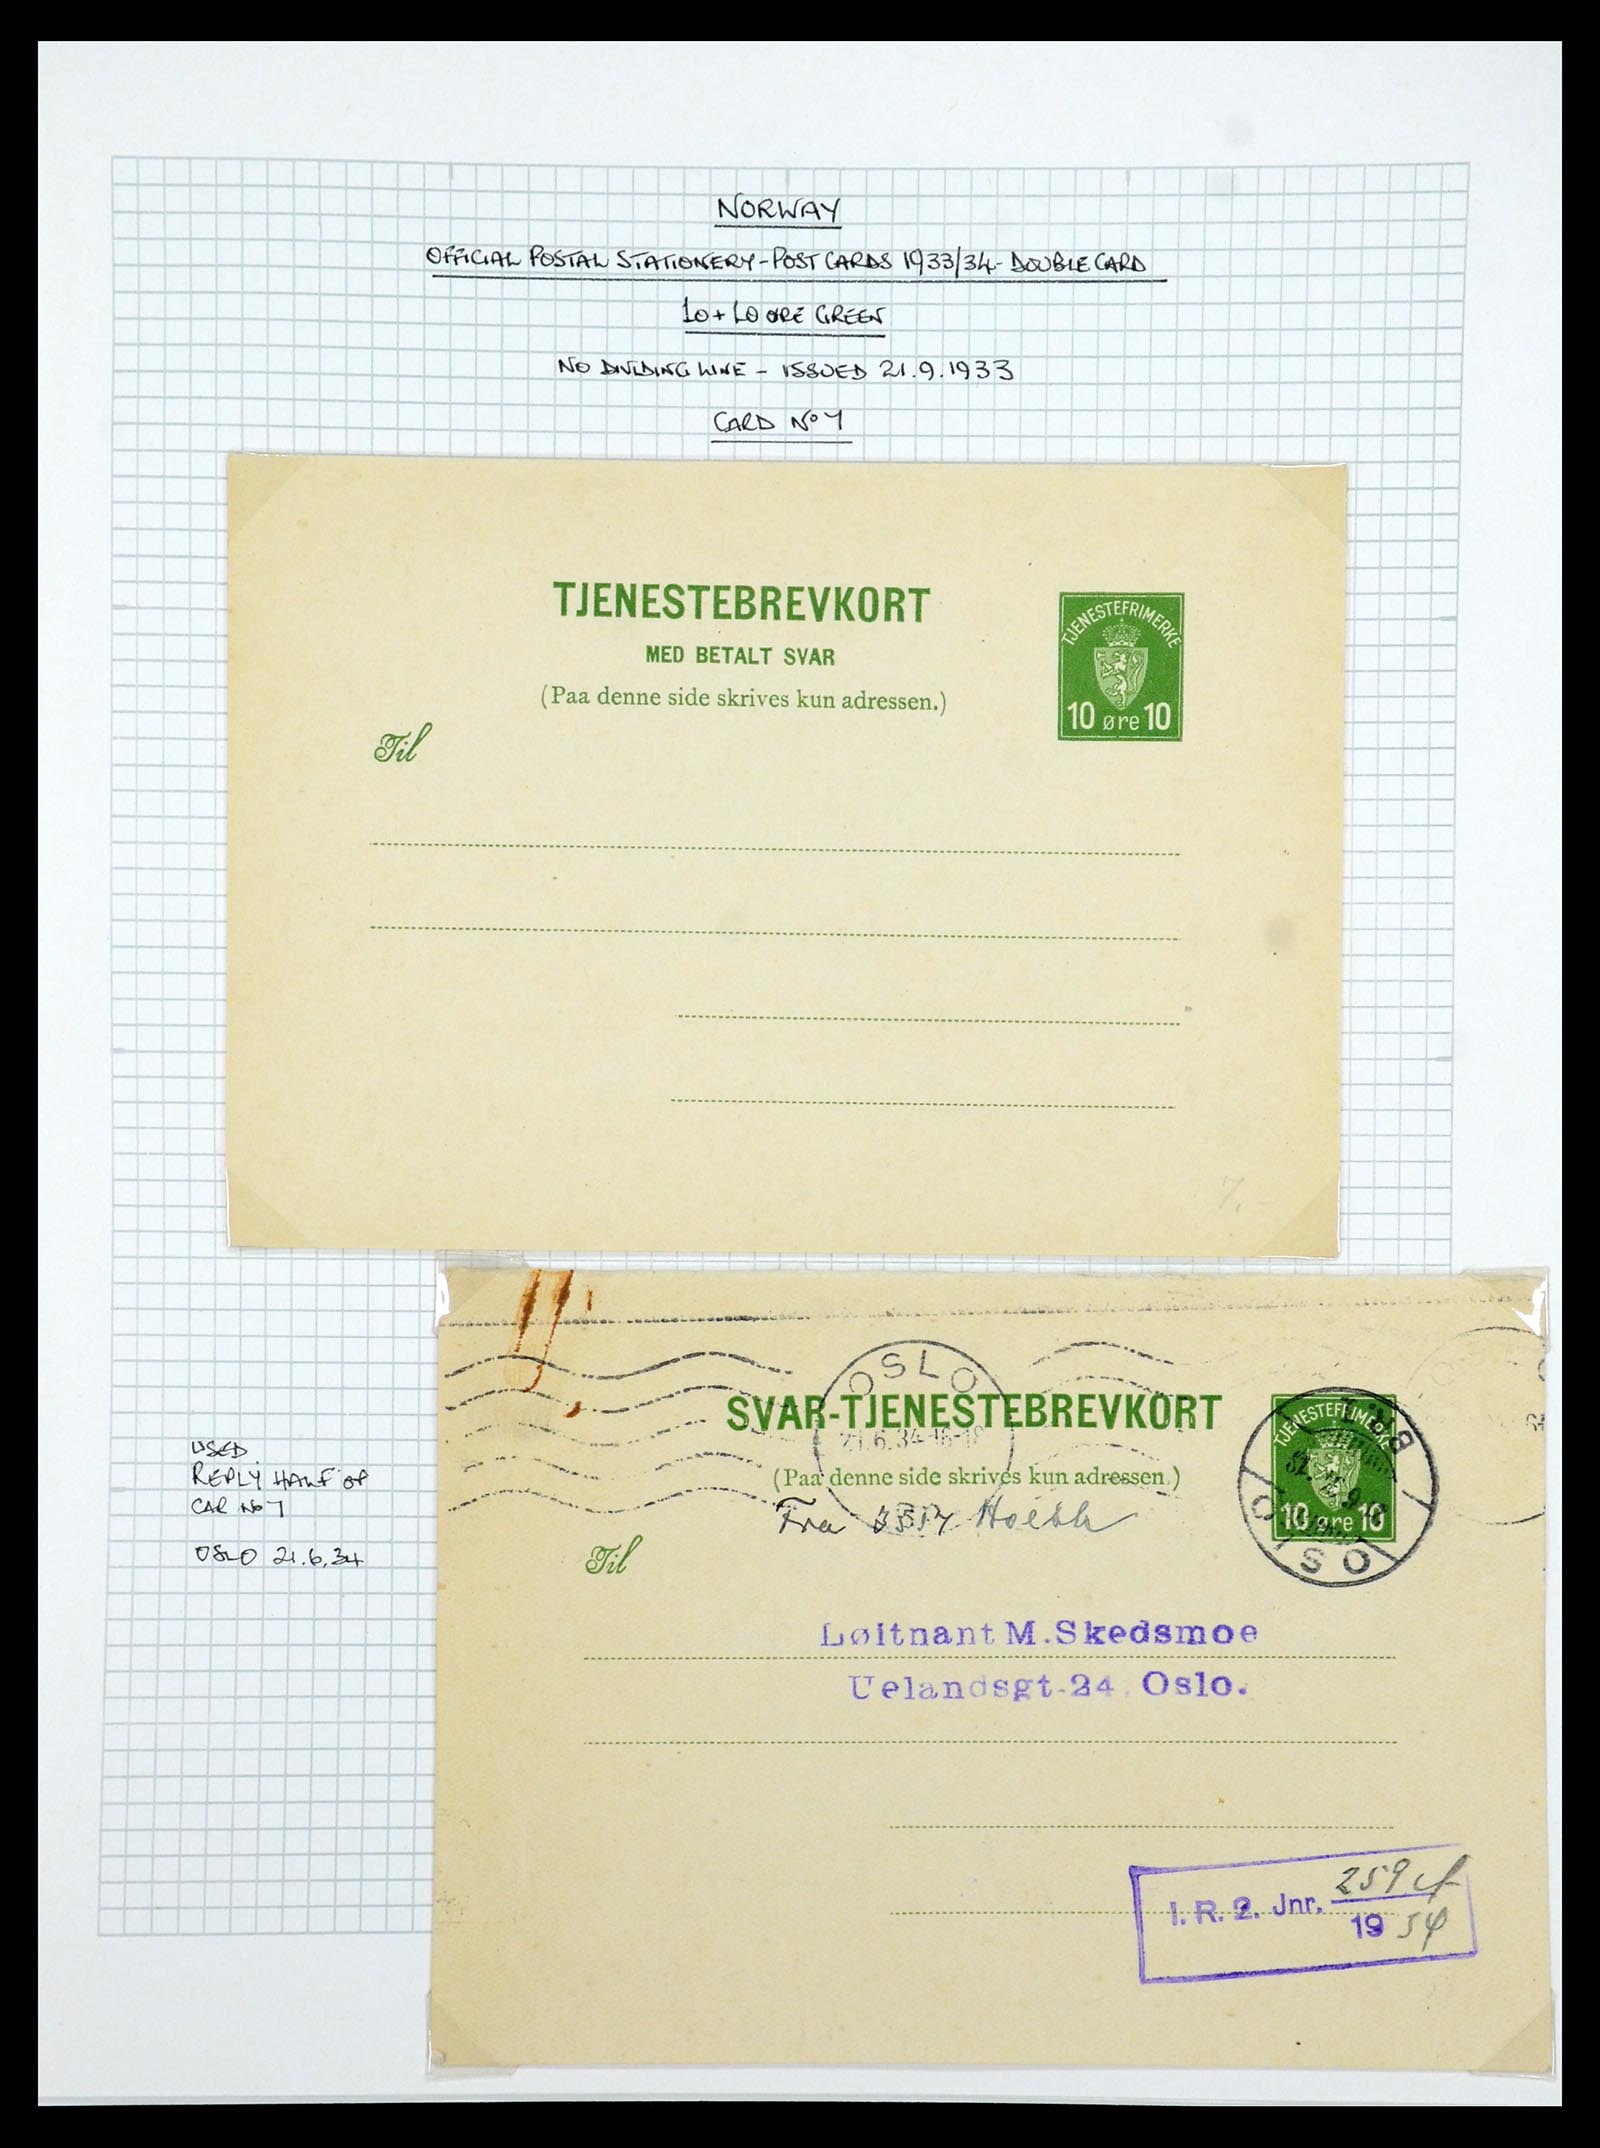 NORWAY
OFFICIAL POSTAL STATIONERY - POST CARDS 1933/34 - DOUBLE CARD
10 + 10 ØRE GREEN
NO DIVIDING LINE - ISSUED 21.9.1933
CARD No 7
TJENESTEBREVKORT
MED BETALT SVAR
(Paa denne side skrives kun adressen.)
TJENESTEFRIMERKE
10 øre 10
Til
7,-
USED
REPLY HALF OF
CAR No 7
OSLO 21.6.34
OSLO
21.6.34
SVAR-TJENESTEBREVKORT
(Paa denne side skrives kun adressen.)
TJENESTEFRIMERKE
10 øre 10
OSLO BR.
Fra
Til
Løitnant M. Skedsmoe
Uelandsgt. 24. Oslo.
I. R. 2. Jnr. 259
19 34